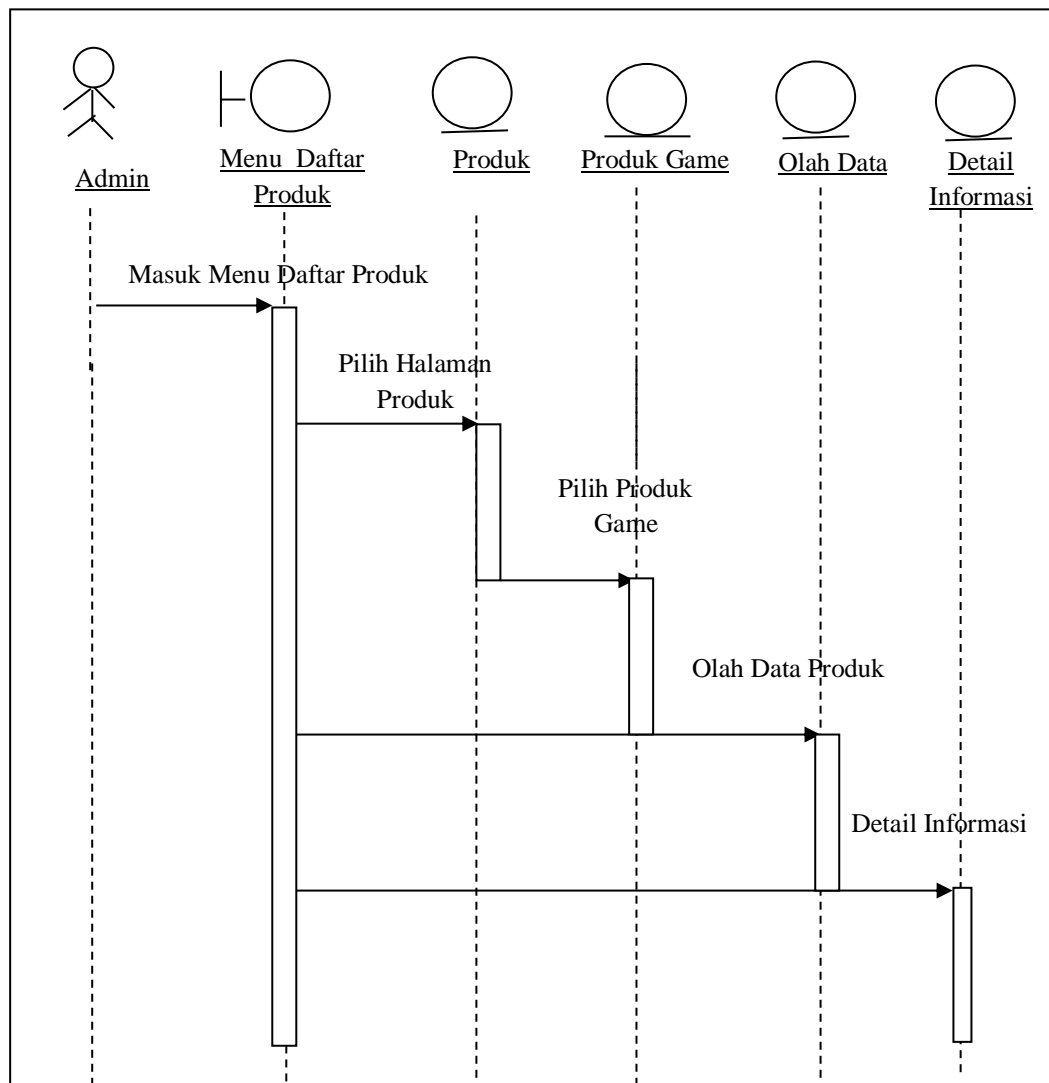 Admin
Menu Daftar
Produk
Produk
Produk Game
Olah Data
Detail
Informasi
Masuk Menu Daftar Produk
Pilih Halaman
Produk
Pilih Produk
Game
Olah Data Produk
Detail Informasi